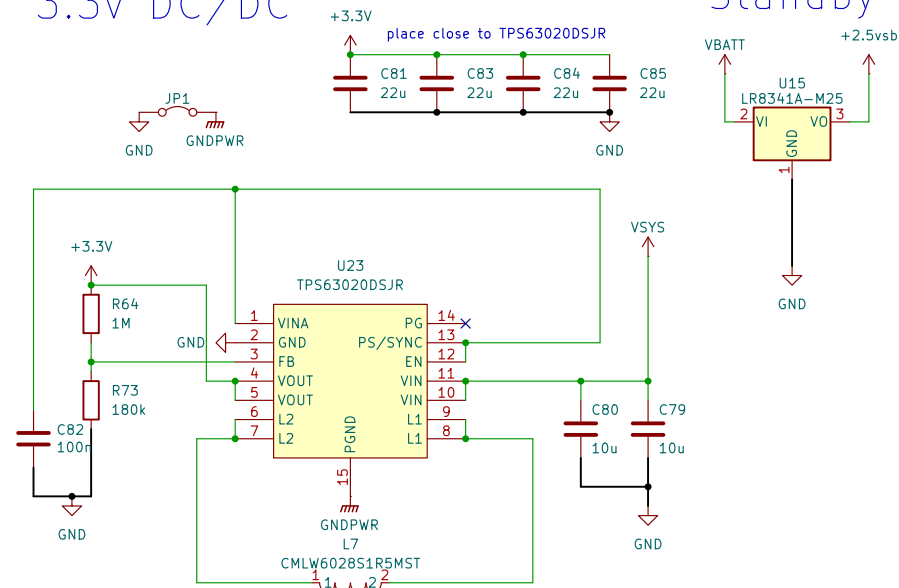 3.3V DC/DC
Standby
+3.3V
place close to TPS63020DSJR
C81
22u
C83
22u
C84
22u
C85
22u
GND
JP1
GND
GNDPWR
VBATT
+2.5vsb
U15
LR8341A-M25
2
VI
VO
3
GND
1
GND
+3.3V
R64
1M
R73
180k
C82
100n
GND
U23
TPS63020DSJR
GND
1
VINA
2
GND
3
FB
4
VOUT
5
VOUT
6
L2
7
L2
14
PG
13
PS/SYNC
12
EN
11
VIN
10
VIN
9
L1
8
L1
PGND
15
GNDPWR
L7
CMLW6028S1R5MST
1
1
2
2
VSYS
C80
10u
C79
10u
GND